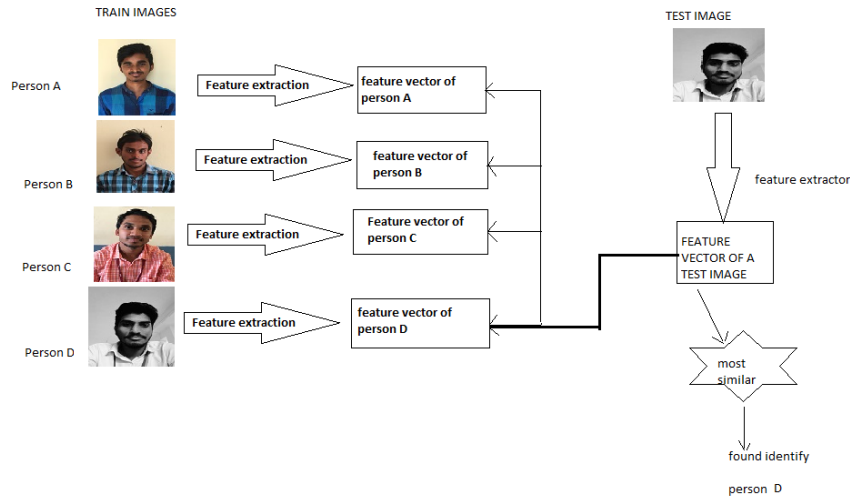 TRAIN IMAGES
TEST IMAGE
Person A
Feature extraction
feature vector of
person A
Person B
Feature extraction
feature vector of
person B
feature extractor
Person C
Feature extraction
Feature vector of
person C
FEATURE
VECTOR OF A
TEST IMAGE
Person D
Feature extraction
feature vector of
person D
most
similar
found identify
person D